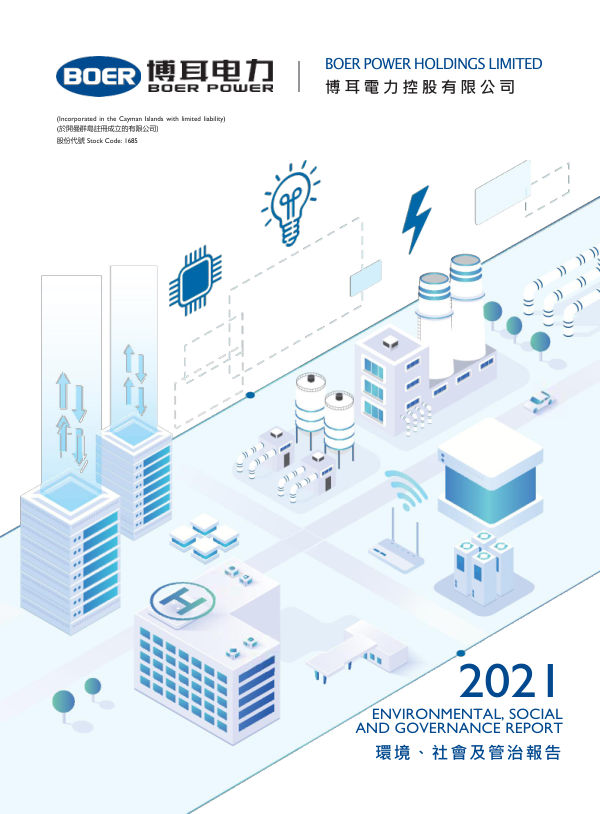 BOER
博耳电力
BOER POWER
BOER POWER HOLDINGS LIMITED
博耳電力控股有限公司
(Incorporated in the Cayman Islands with limited liability)
(於開曼群島註冊成立的有限公司)
股份代號 Stock Code: 1685
H
2021
ENVIRONMENTAL, SOCIAL
AND GOVERNANCE REPORT
環境、社會及管治報告